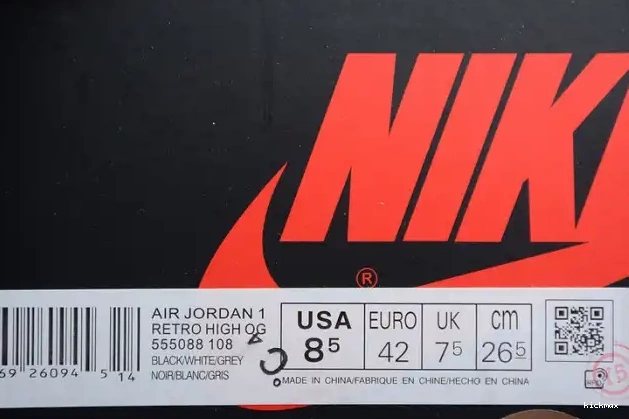 NIK
®
AIR JORDAN 1
RETRO HIGH OG
555088 108
BLACK/WHITE/GREY
NOIR/BLANC/GRIS
USA EURO UK cm
8 5 42 7 5 26 5
MADE IN CHINA/FABRIQUE EN CHINE/HECHO EN CHINA
69 26094 5 14
kickmax